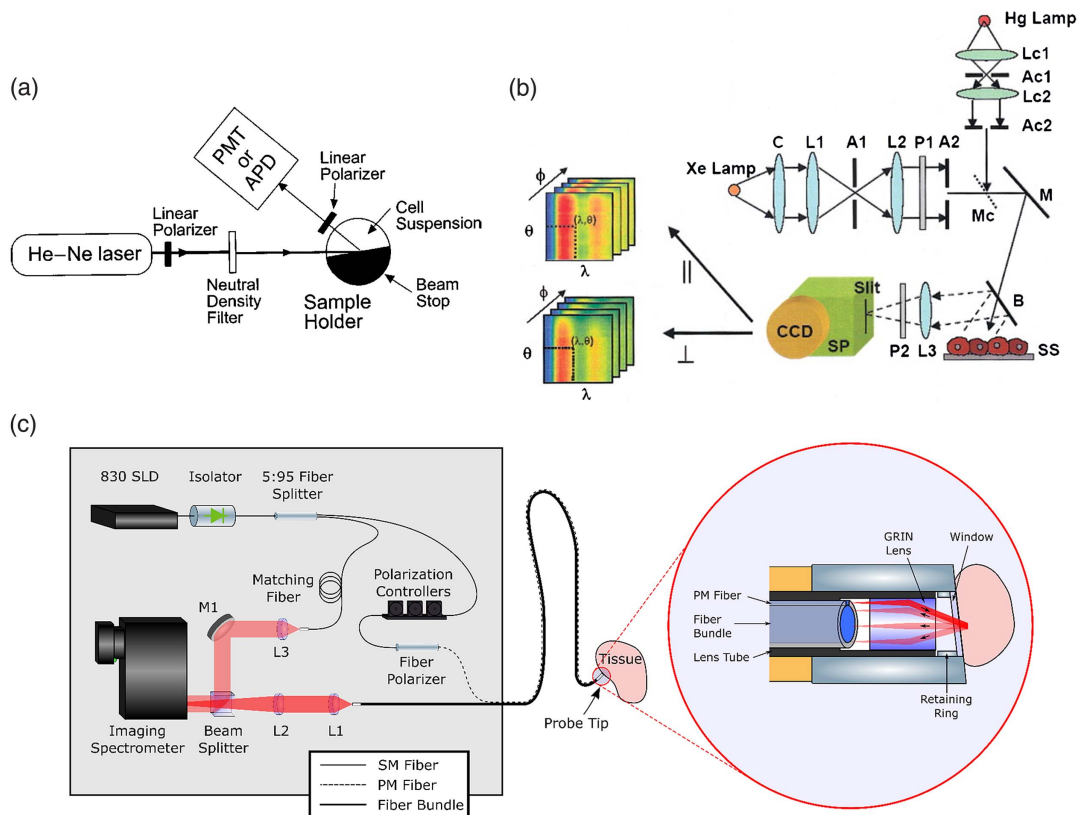 (a)
PMT or
APD
Linear
Polarizer
Cell
Suspension
Linear
Polarizer
He–Ne laser
Neutral
Density
Filter
Sample
Holder
Beam
Stop
(b)
Hg Lamp
Lc1
Ac1
Lc2
Ac2
C L1 A1 L2 P1 A2
Xe Lamp
Mc
M
ϕ
θ
(λ,θ)
λ
||
ϕ
θ
(λ,θ)
λ
⊥
Slit
CCD
SP
P2 L3
B
SS
(c)
830 SLD
Isolator
5:95 Fiber
Splitter
Matching
Fiber
Polarization
Controllers
M1
L3
Fiber
Polarizer
Imaging
Spectrometer
Beam
Splitter
L2 L1
SM Fiber
PM Fiber
Fiber Bundle
Tissue
Probe Tip
GRIN
Lens
Window
PM Fiber
Fiber
Bundle
Lens Tube
Retaining
Ring